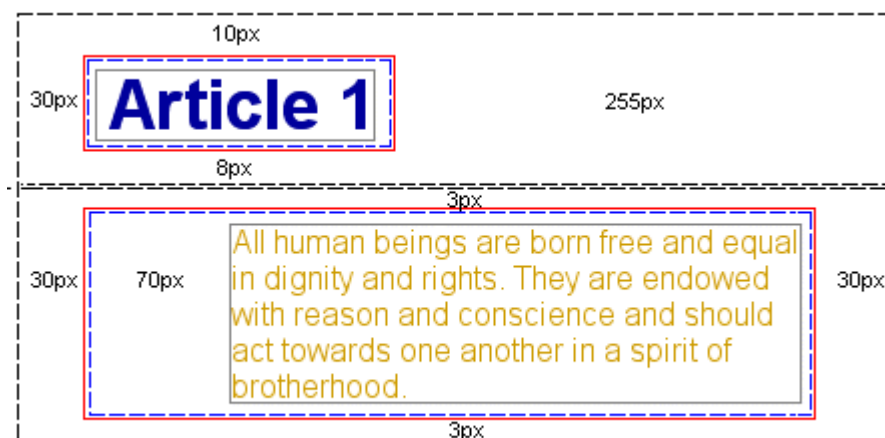 10px
30px
Article 1
255px
8px
3px
30px
70px
All human beings are born free and equal
in dignity and rights. They are endowed
with reason and conscience and should
act towards one another in a spirit of
brotherhood.
30px
3px